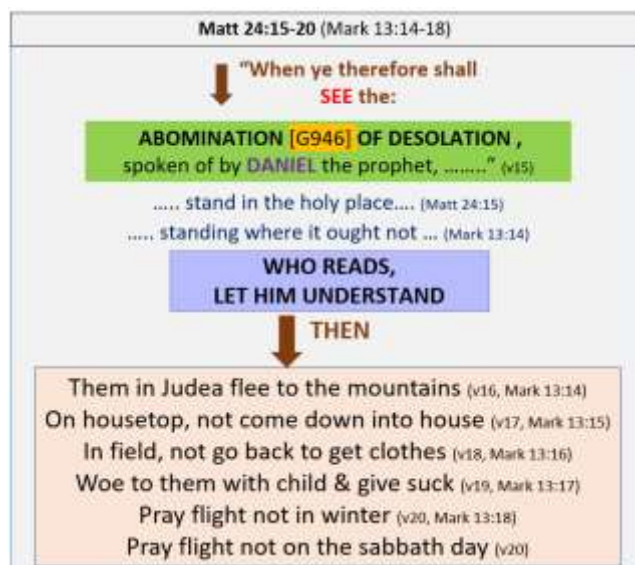 Matt 24:15-20 (Mark 13:14-18)
"When ye therefore shall
SEE the:
ABOMINATION [G946] OF DESOLATION ,
spoken of by DANIEL the prophet, ........" (v15)
..... stand in the holy place.... (Matt 24:15)
..... standing where it ought not ... (Mark 13:14)
WHO READS,
LET HIM UNDERSTAND
THEN
Them in Judea flee to the mountains (v16, Mark 13:14)
On housetop, not come down into house (v17, Mark 13:15)
In field, not go back to get clothes (v18, Mark 13:16)
Woe to them with child & give suck (v19, Mark 13:17)
Pray flight not in winter (v20, Mark 13:18)
Pray flight not on the sabbath day (v20)